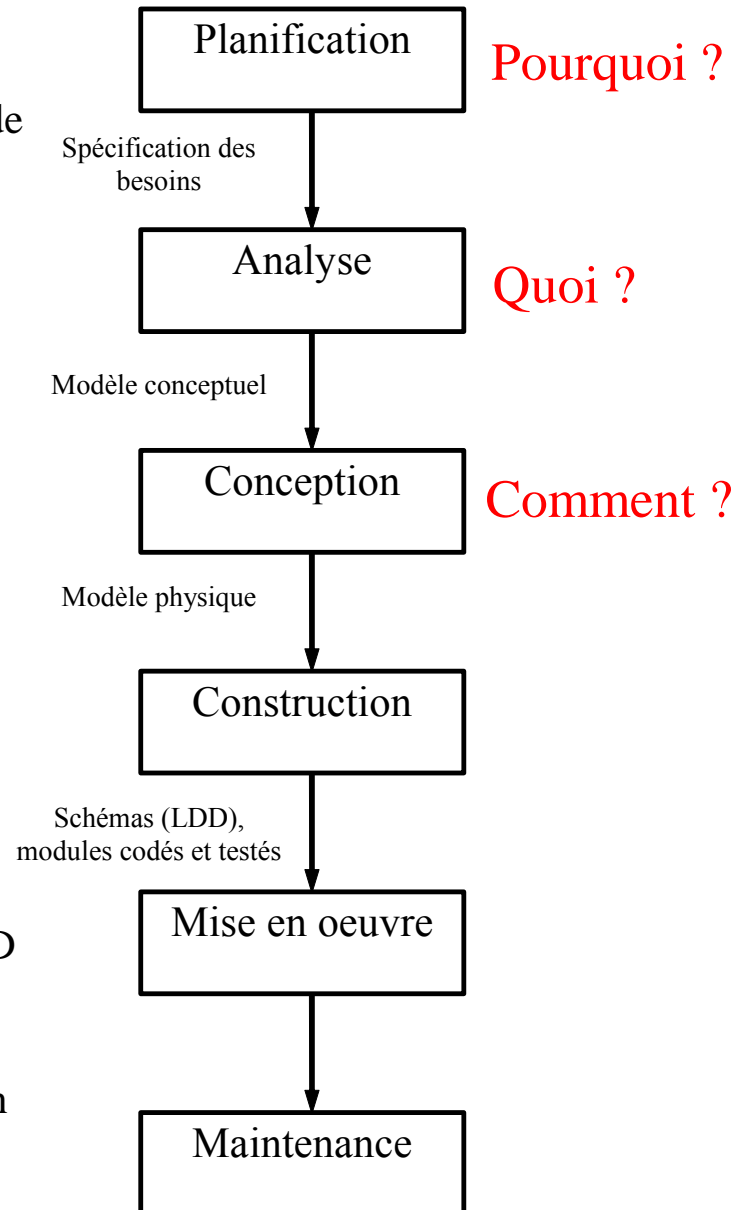 Planification
Pourquoi ?
Spécification des
besoins
Analyse
Quoi ?
Modèle conceptuel
Conception
Comment ?
Modèle physique
Construction
Schémas (LDD),
modules codés et testés
Mise en oeuvre
Maintenance